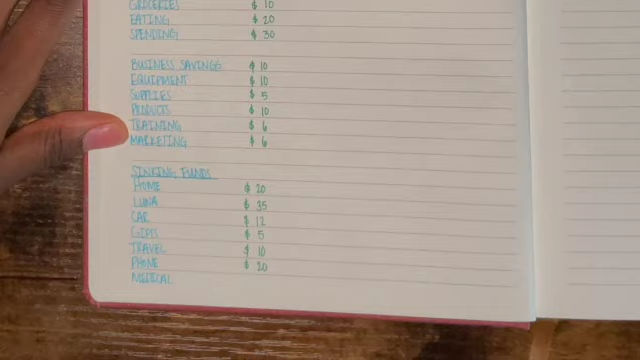 GROCERIES $ 10
EATING $ 20
SPENDING $ 30
BUSINESS SAVINGS $ 10
EQUIPMENT $ 10
SUPPLIES $ 5
PRODUCTS $ 10
TRAINING $ 6
MARKETING $ 6
SINKING FUNDS
HOME $ 20
LUNA $ 35
CAR $ 12
GIFTS $ 5
TRAVEL $ 10
PHONE $ 20
MEDICAL